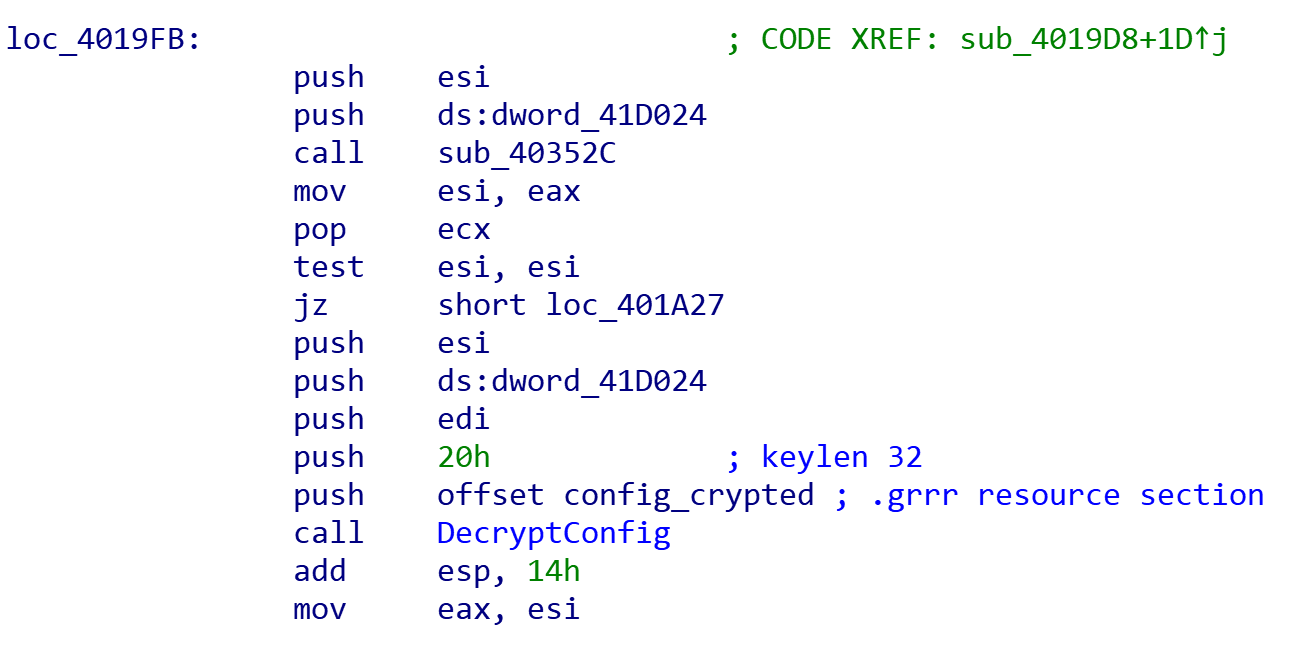 loc_4019FB: ; CODE XREF: sub_4019D8+1D↑j
push esi
push ds:dword_41D024
call sub_40352C
mov esi, eax
pop ecx
test esi, esi
jz short loc_401A27
push esi
push ds:dword_41D024
push edi
push 20h ; keylen 32
push offset config_crypted ; .grrr resource section
call DecryptConfig
add esp, 14h
mov eax, esi